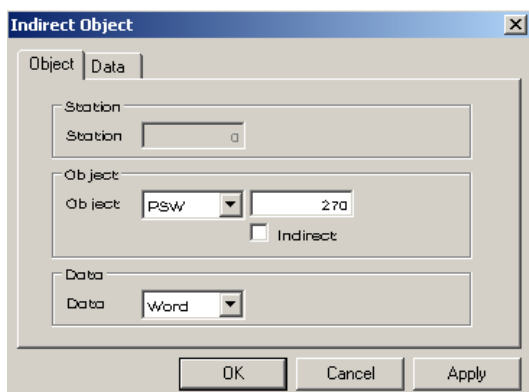 Indirect Object
Object Data
Station
Station 0
Object
Object PSW 270
Indirect
Data
Data Word
OK Cancel Apply